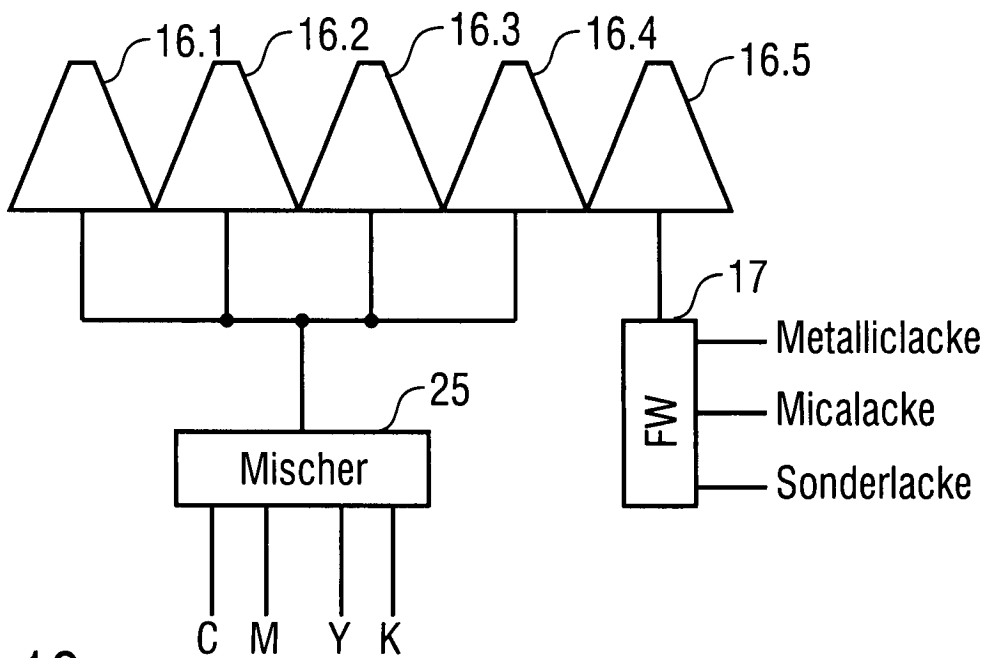 16.1
16.2
16.3
16.4
16.5
17
Metalliclacke
25
Micalacke
FW
Mischer
Sonderlacke
C M Y K